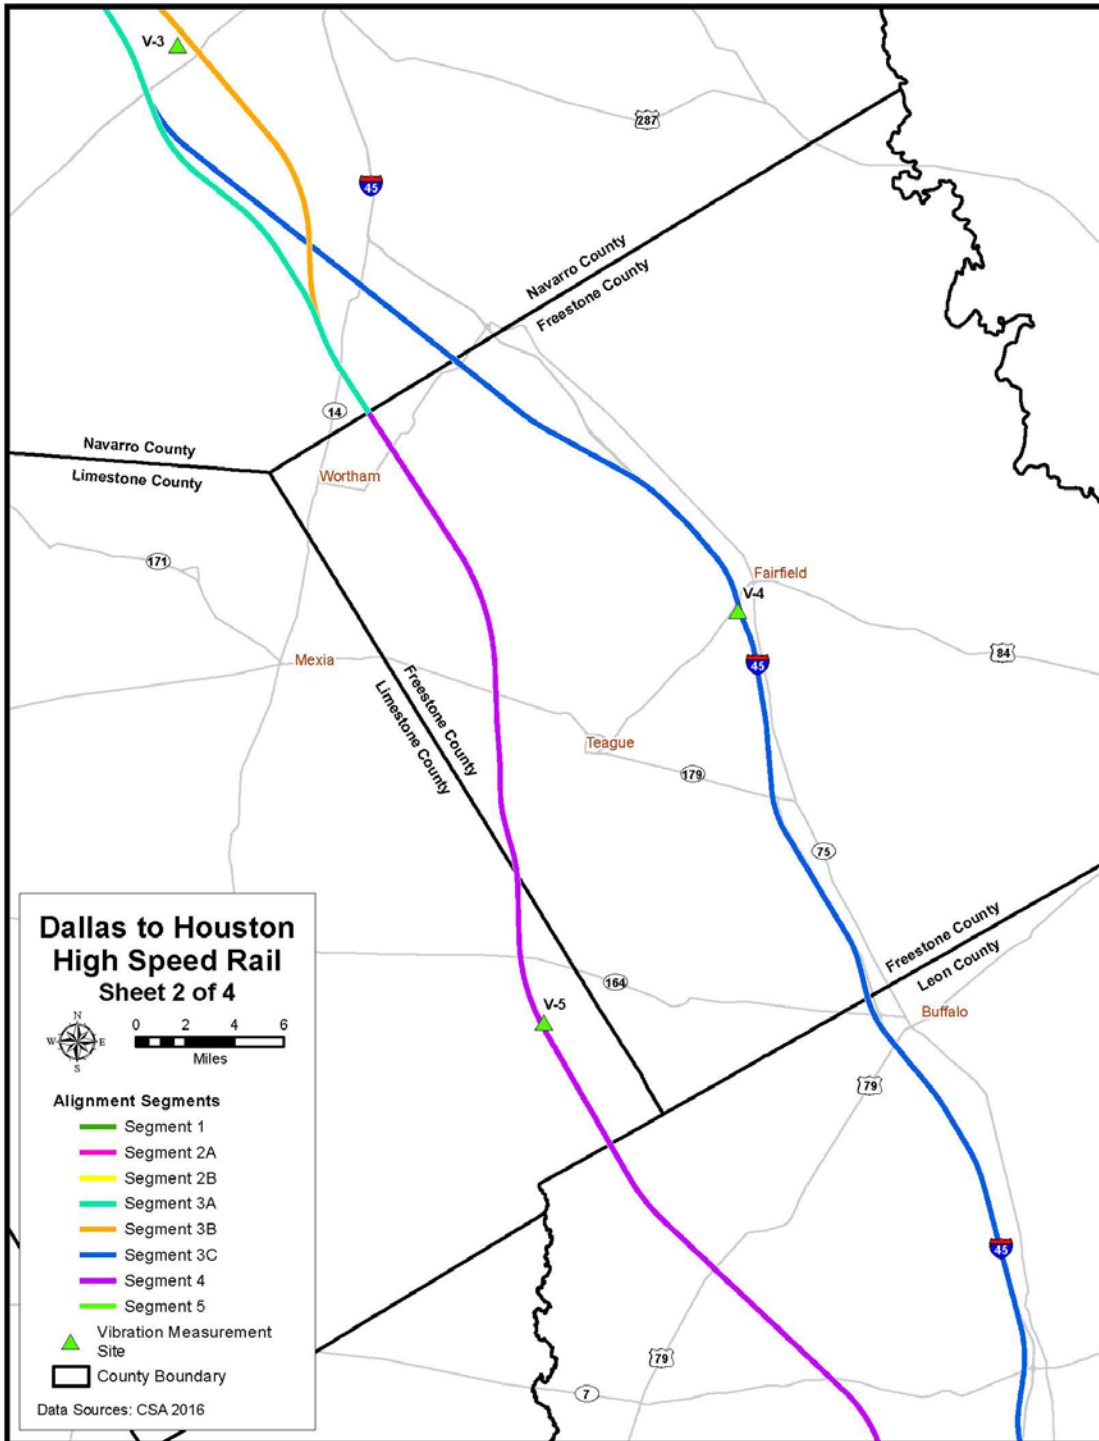 V-3
287
45
Navarro County
Freestone County
14
Navarro County
Limestone County
Wortham
171
Fairfield
V-4
45
84
Mexia
Freestone County
Limestone County
Teague
179
75
Freestone County
Leon County
164
V-5
Buffalo
79
45
79
7
Dallas to Houston
High Speed Rail
Sheet 2 of 4
N
W E
S
0 2 4 6
Miles
Alignment Segments
Segment 1
Segment 2A
Segment 2B
Segment 3A
Segment 3B
Segment 3C
Segment 4
Segment 5
Vibration Measurement
Site
County Boundary
Data Sources: CSA 2016